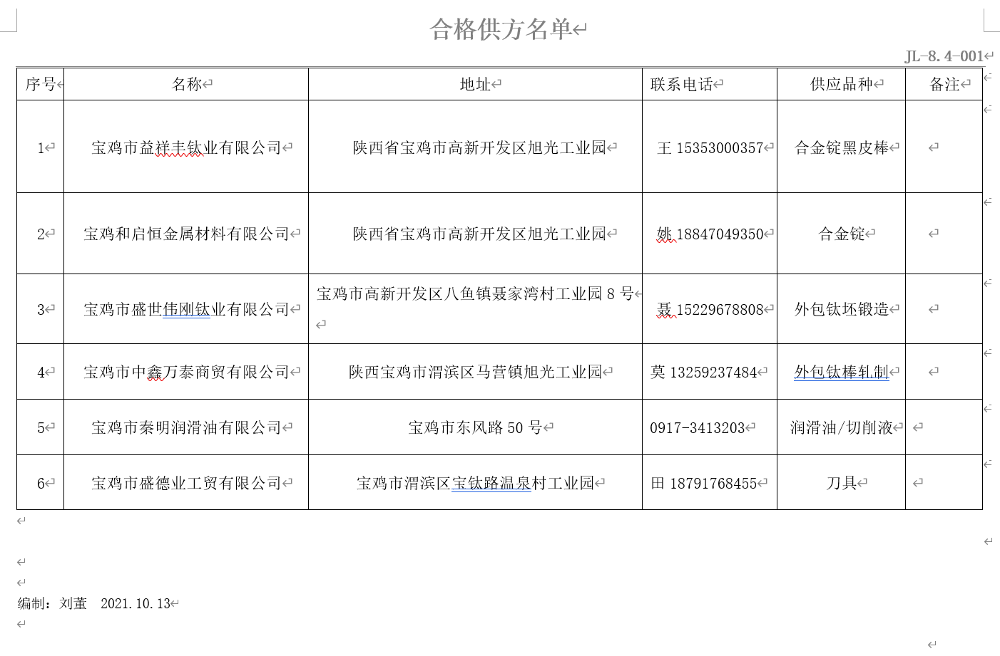 合格供方名单
JL-8.4-001
序号 名称 地址 联系电话 供应品种 备注
1 宝鸡市益祥丰钛业有限公司 陕西省宝鸡市高新开发区旭光工业园 王 15353000357 合金锭黑皮棒
2 宝鸡和启恒金属材料有限公司 陕西省宝鸡市高新开发区旭光工业园 姚 18847049350 合金锭
3 宝鸡市盛世伟刚钛业有限公司 宝鸡市高新开发区八鱼镇聂家湾村工业园 8 号 聂 15229678808 外包钛坯锻造
4 宝鸡市中鑫万泰商贸有限公司 陕西宝鸡市渭滨区马营镇旭光工业园 莫 13259237484 外包钛棒轧制
5 宝鸡市秦明润滑油有限公司 宝鸡市东风路 50 号 0917-3413203 润滑油/切削液
6 宝鸡市盛德业工贸有限公司 宝鸡市渭滨区宝钛路温泉村工业园 田 18791768455 刀具
编制：刘董 2021.10.13